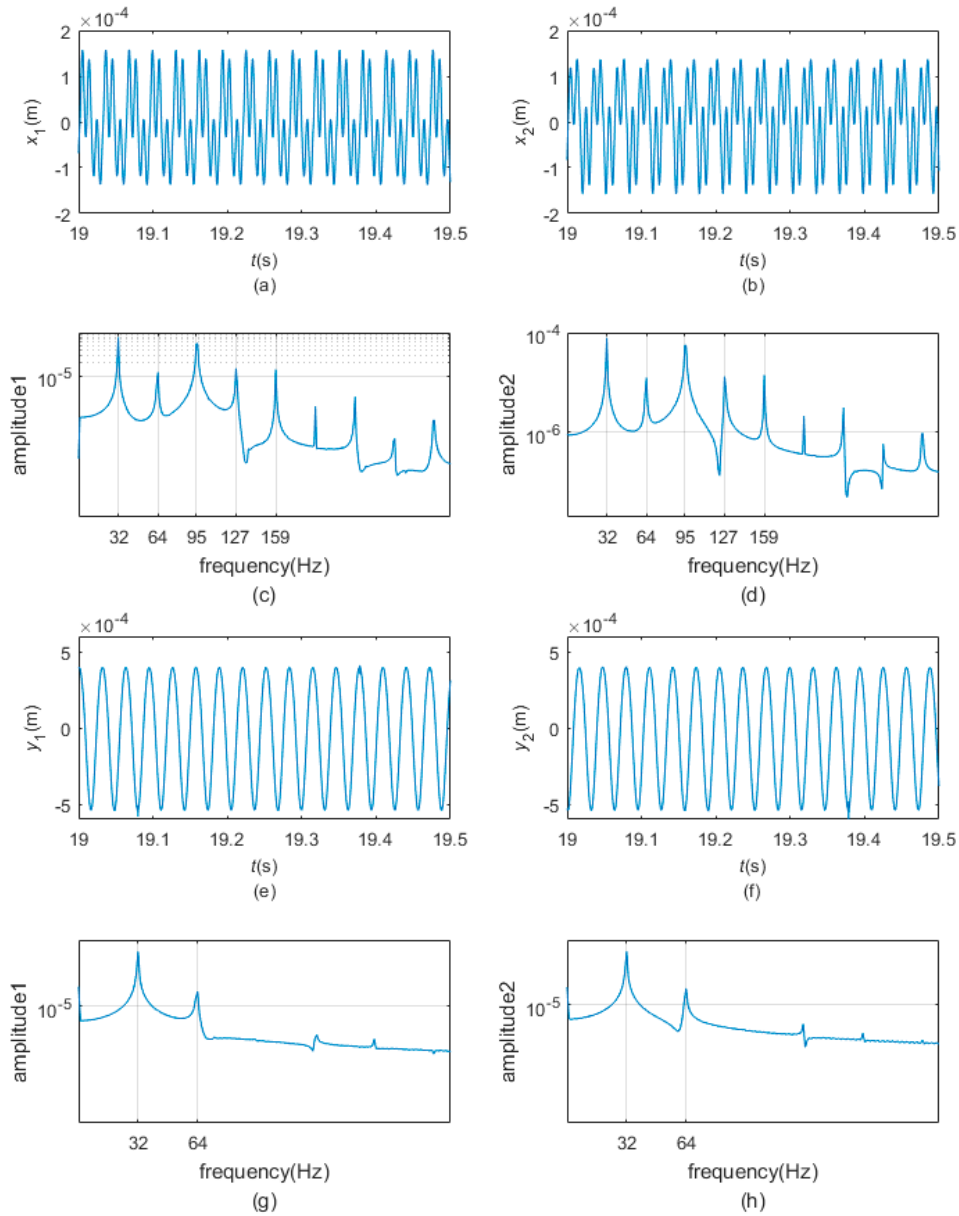 ×10⁻⁴ ×10⁻⁴
2 2
1 1
x₁(m) 0 x₂(m) 0
-1 -1
-2 -2
19 19.1 19.2 19.3 19.4 19.5 19 19.1 19.2 19.3 19.4 19.5
t(s) t(s)
(a) (b)
10⁻⁴
amplitude1 10⁻⁵ amplitude2 10⁻⁶
32 64 95 127 159 32 64 95 127 159
frequency(Hz) frequency(Hz)
(c) (d)
×10⁻⁴ ×10⁻⁴
5 5
y₁(m) 0 y₂(m) 0
-5 -5
19 19.1 19.2 19.3 19.4 19.5 19 19.1 19.2 19.3 19.4 19.5
t(s) t(s)
(e) (f)
amplitude1 10⁻⁵ amplitude2 10⁻⁵
32 64 32 64
frequency(Hz) frequency(Hz)
(g) (h)